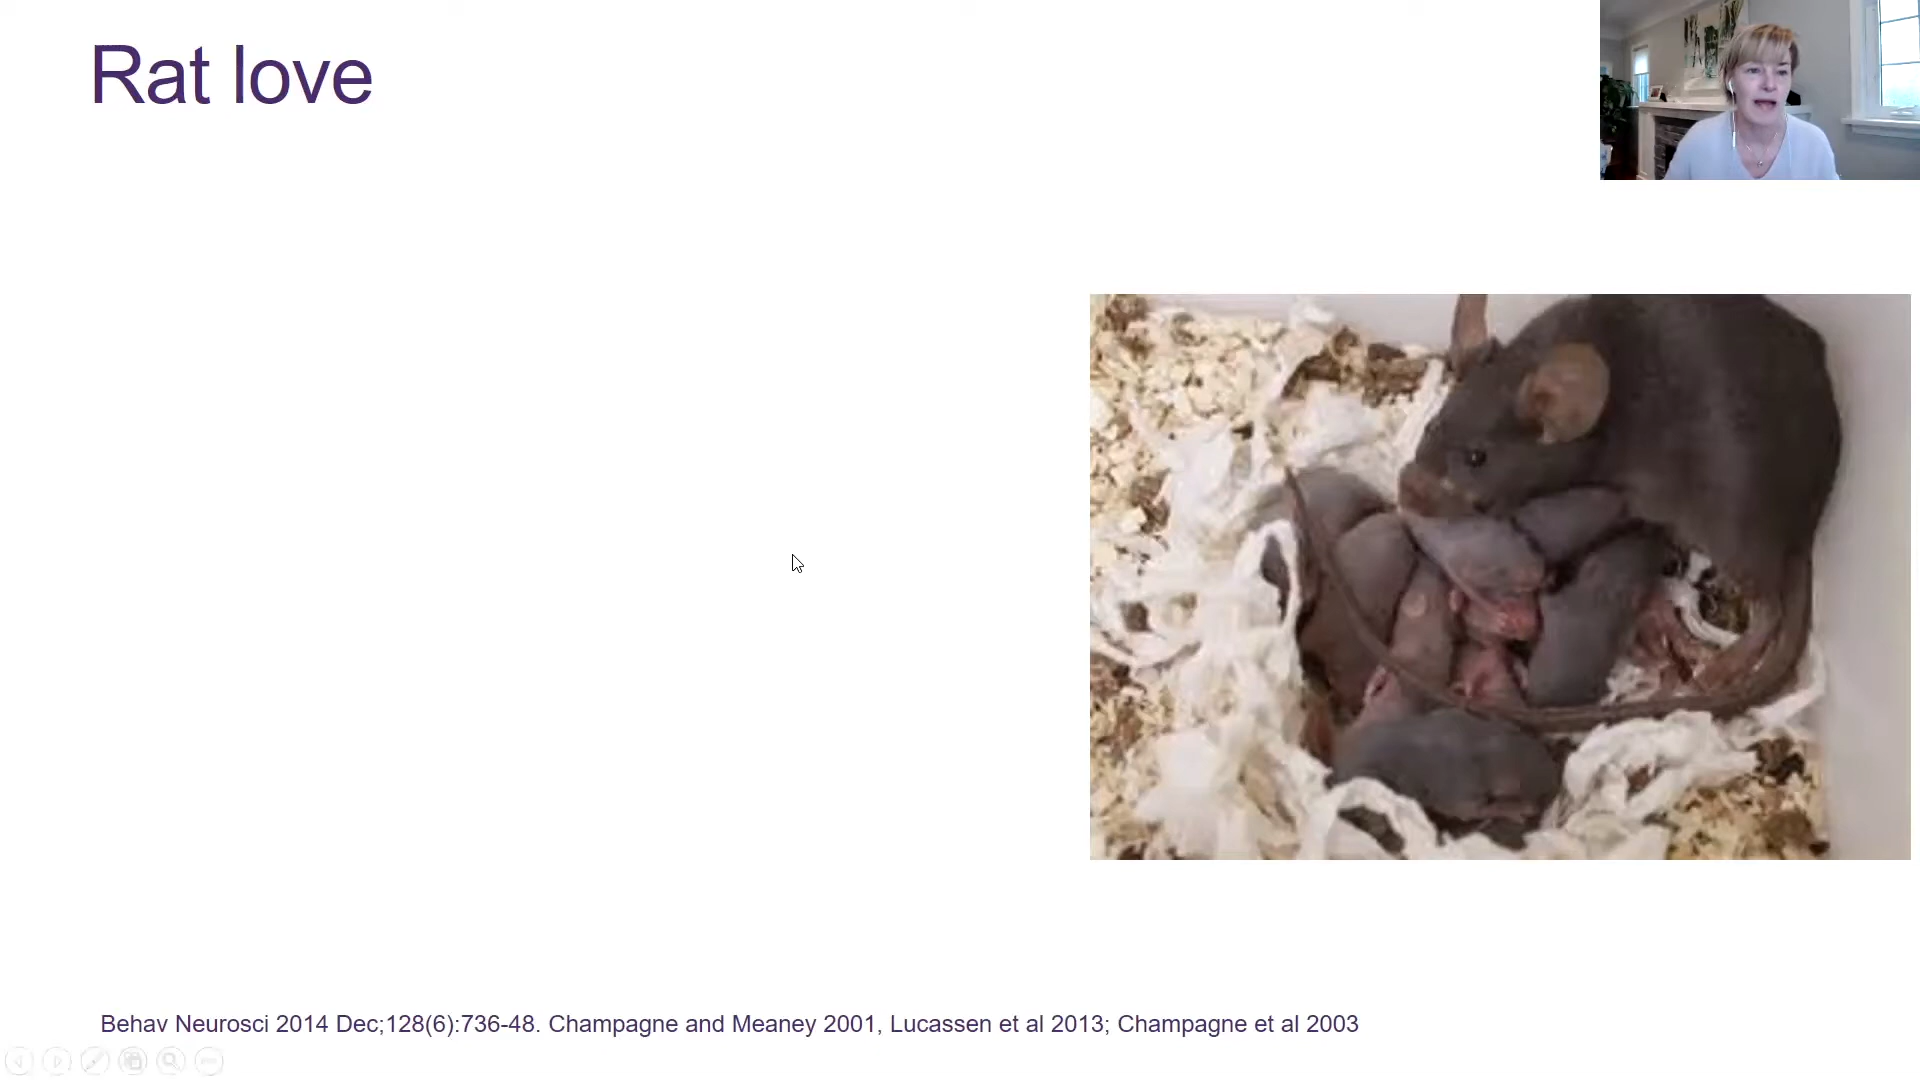 Rat love
Behav Neurosci 2014 Dec;128(6):736-48. Champagne and Meaney 2001, Lucassen et al 2013; Champagne et al 2003